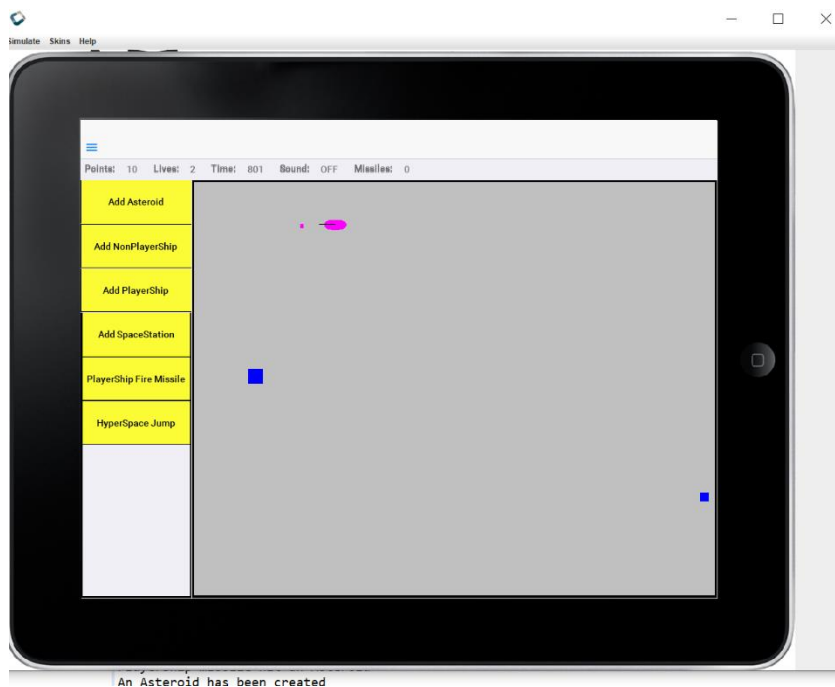 Simulate Skins Help
Points: 10 Lives: 2 Time: 801 Sound: OFF Missiles: 0
Add Asteroid
Add NonPlayerShip
Add PlayerShip
Add SpaceStation
PlayerShip Fire Missile
HyperSpace Jump
An Asteroid has been created